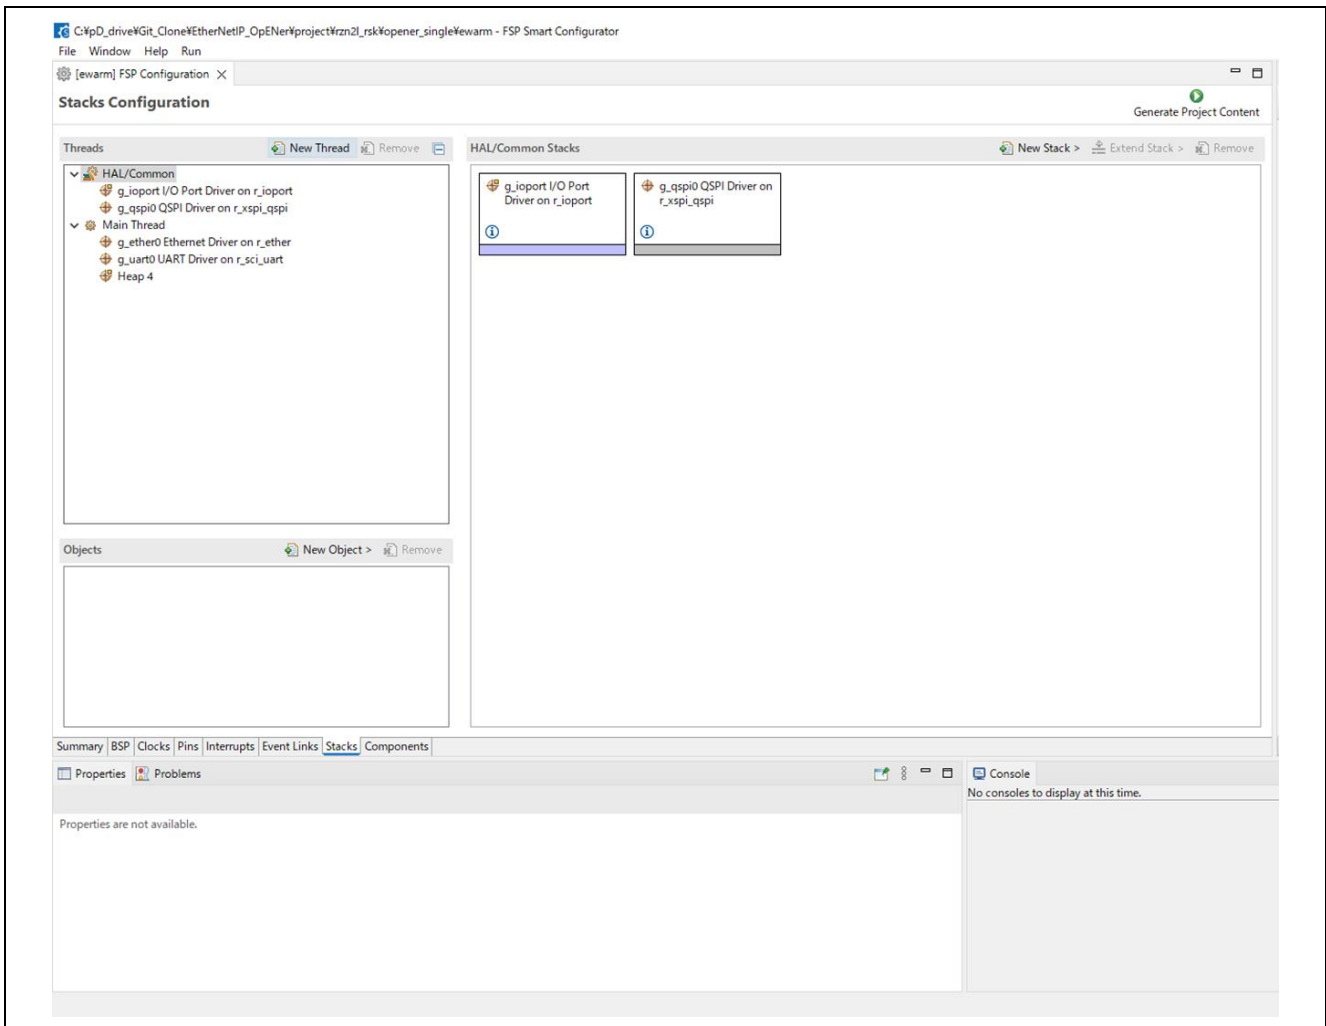 C:¥pD_drive¥Git_Clone¥EtherNetIP_OpENer¥project¥rzn2l_rsk¥opener_single¥ewarm - FSP Smart Configurator
File Window Help Run
[ewarm] FSP Configuration
Stacks Configuration
Generate Project Content
Threads
New Thread Remove
HAL/Common
g_ioport I/O Port Driver on r_ioport
g_qspi0 QSPI Driver on r_xspi_qspi
Main Thread
g_ether0 Ethernet Driver on r_ether
g_uart0 UART Driver on r_sci_uart
Heap 4
HAL/Common Stacks
New Stack > Extend Stack > Remove
g_ioport I/O Port
Driver on r_ioport
g_qspi0 QSPI Driver on
r_xspi_qspi
Objects
New Object > Remove
Summary BSP Clocks Pins Interrupts Event Links Stacks Components
Properties Problems
Properties are not available.
Console
No consoles to display at this time.